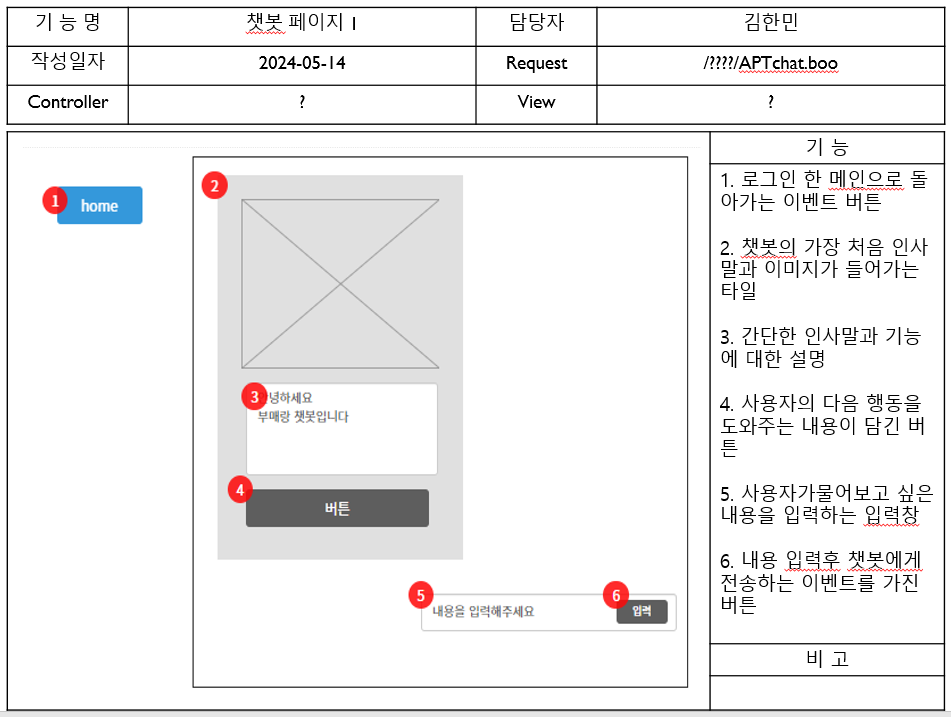 기 능 명
챗봇 페이지 1
담당자
김한민
작성일자
2024-05-14
Request
/????/APTchat.boo
Controller
?
View
?
1
home
2
3
녕하세요
부매랑 챗봇입니다
4
버튼
5
내용을 입력해주세요
6
입력
기 능
1. 로그인 한 메인으로 돌
아가는 이벤트 버튼
2. 챗봇의 가장 처음 인사
말과 이미지가 들어가는
타일
3. 간단한 인사말과 기능
에 대한 설명
4. 사용자의 다음 행동을
도와주는 내용이 담긴 버
튼
5. 사용자가물어보고 싶은
내용을 입력하는 입력창
6. 내용 입력후 챗봇에게
전송하는 이벤트를 가진
버튼
비 고